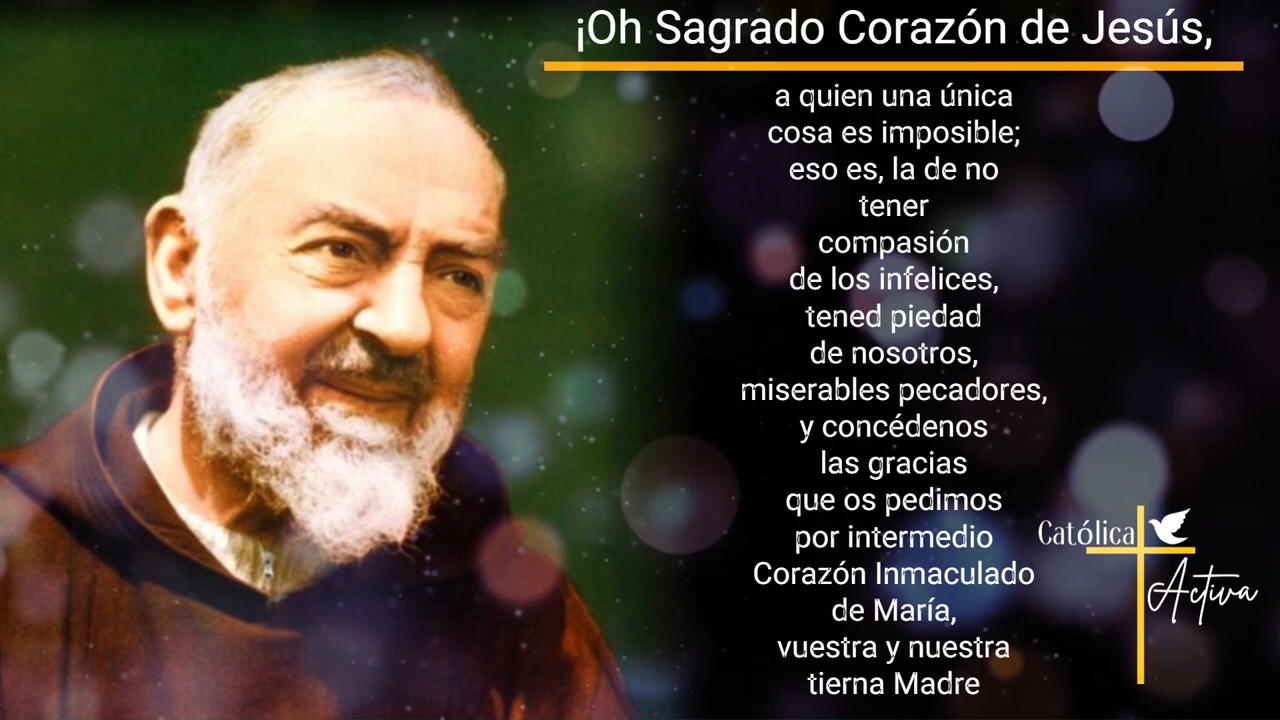 ¡Oh Sagrado Corazón de Jesús,
a quien una única
cosa es imposible;
eso es, la de no
tener
compasión
de los infelices,
tened piedad
de nosotros,
miserables pecadores,
y concédenos
las gracias
que os pedimos
por intermedio
Corazón Inmaculado
de María,
vuestra y nuestra
tierna Madre
Católica
Activa